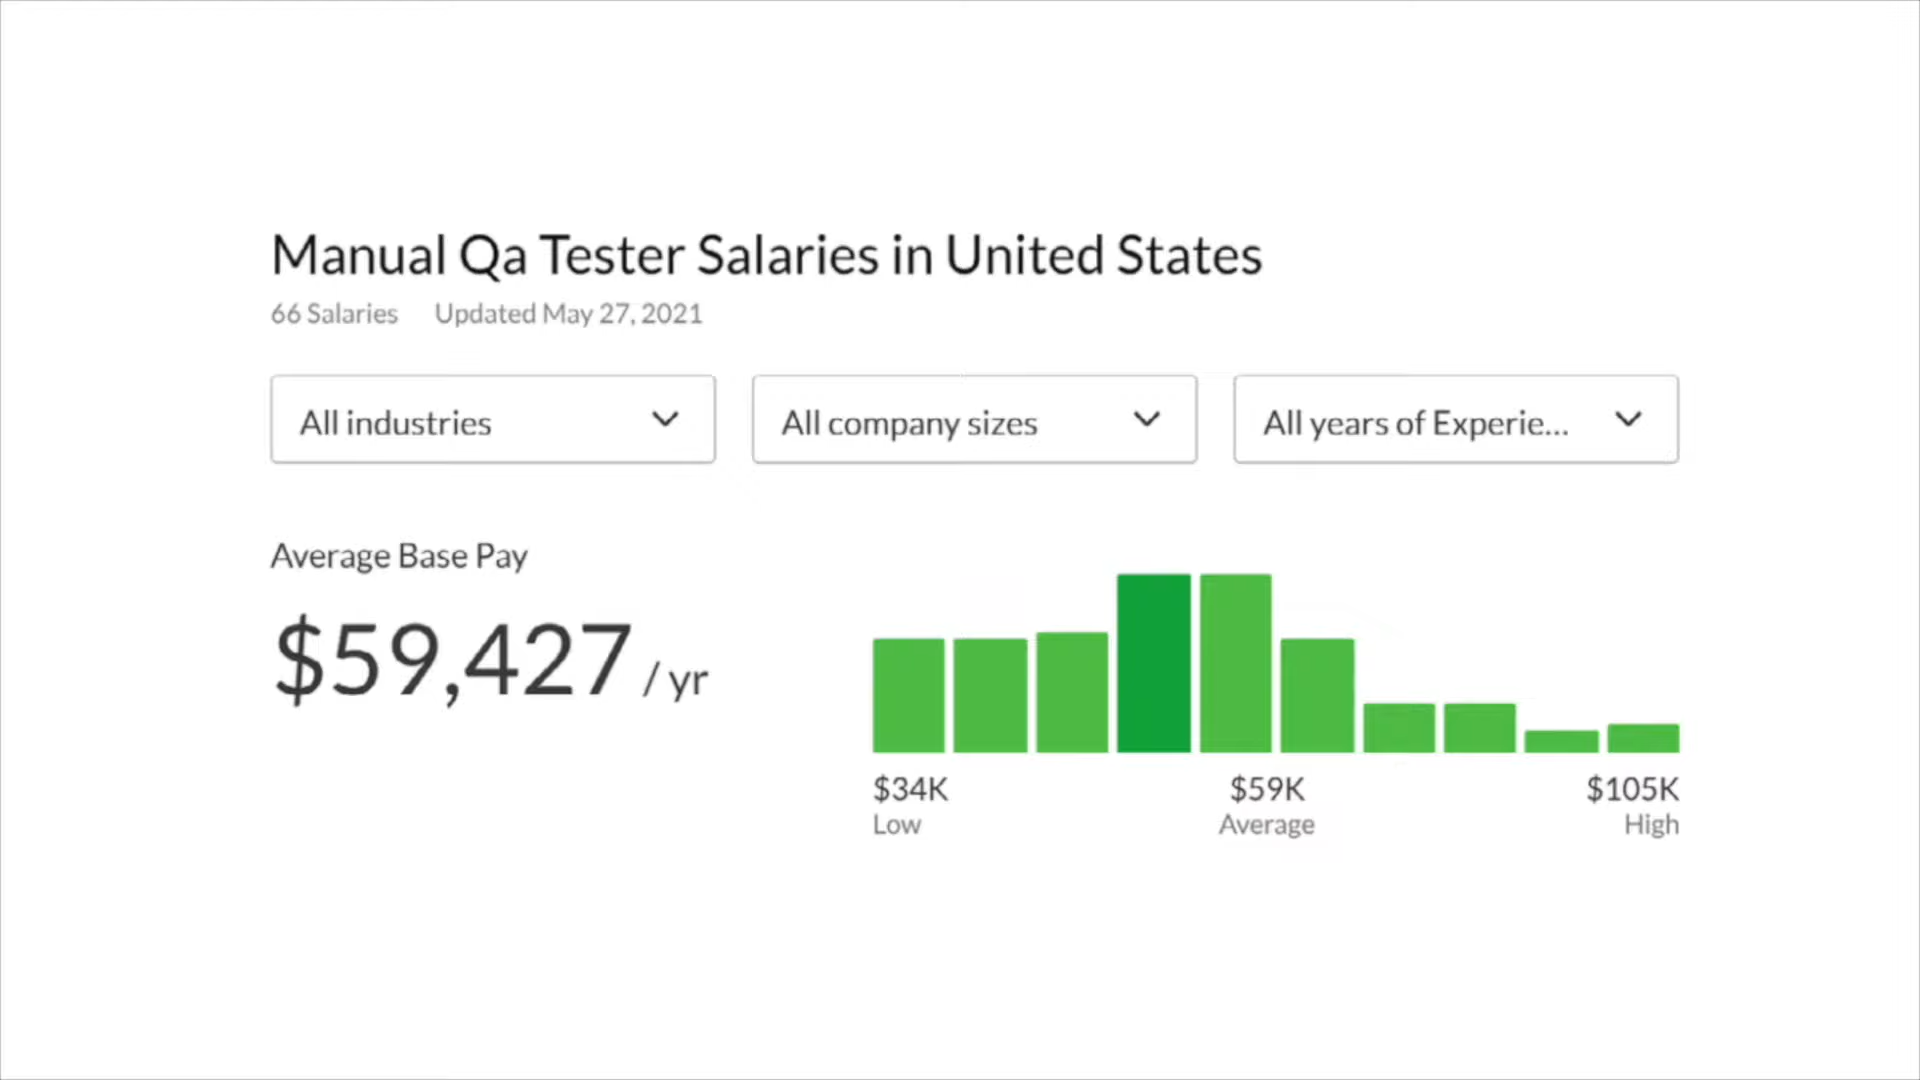 Manual Qa Tester Salaries in United States
66 Salaries Updated May 27, 2021
All industries All company sizes All years of Experie...
Average Base Pay
$59,427 / yr
$34K $59K $105K
Low Average High